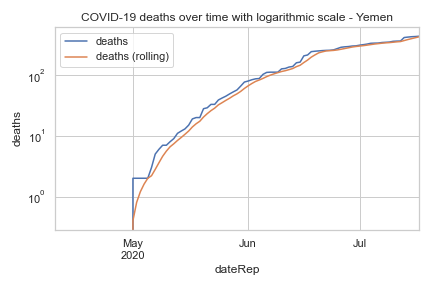 COVID-19 deaths over time with logarithmic scale - Yemen
deaths
deaths (rolling)
10²
10¹
10⁰
deaths
May
2020
Jun
Jul
dateRep